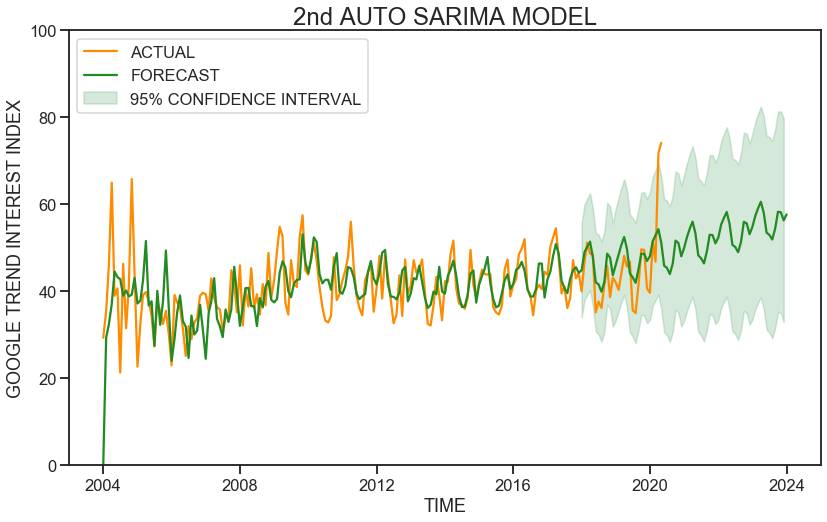 2nd AUTO SARIMA MODEL
ACTUAL
FORECAST
95% CONFIDENCE INTERVAL
GOOGLE TREND INTEREST INDEX
100
80
60
40
20
0
2004 2008 2012 2016 2020 2024
TIME